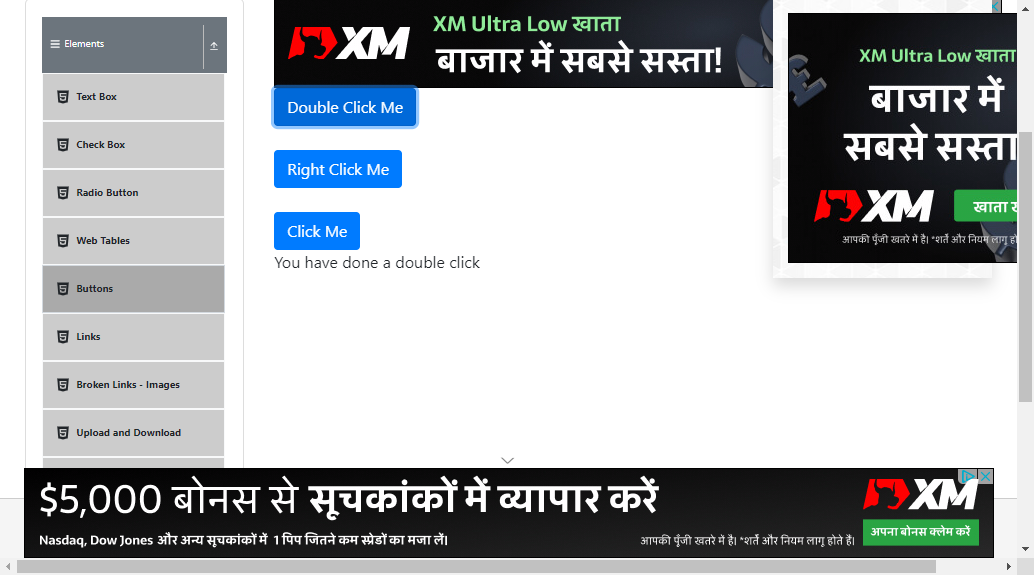 Elements
Text Box
Check Box
Radio Button
Web Tables
Buttons
Links
Broken Links - Images
Upload and Download
XM
XM Ultra Low खाता
बाजार में सबसे सस्ता!
Double Click Me
Right Click Me
Click Me
You have done a double click
XM Ultra Low खाता
बाजार में
सबसे सस्ता
XM
खाता
आपकी पूँजी खतरे में है। *शर्तें और नियम लागू
$5,000 बोनस से सूचकांकों में व्यापार करें
Nasdaq, Dow Jones और अन्य सूचकांकों में 1 पिप जितने कम स्प्रेडों का मजा लें।
आपकी पूँजी खतरे में है। *शर्तें और नियम लागू होते हैं।
XM
अपना बोनस क्लेम करें